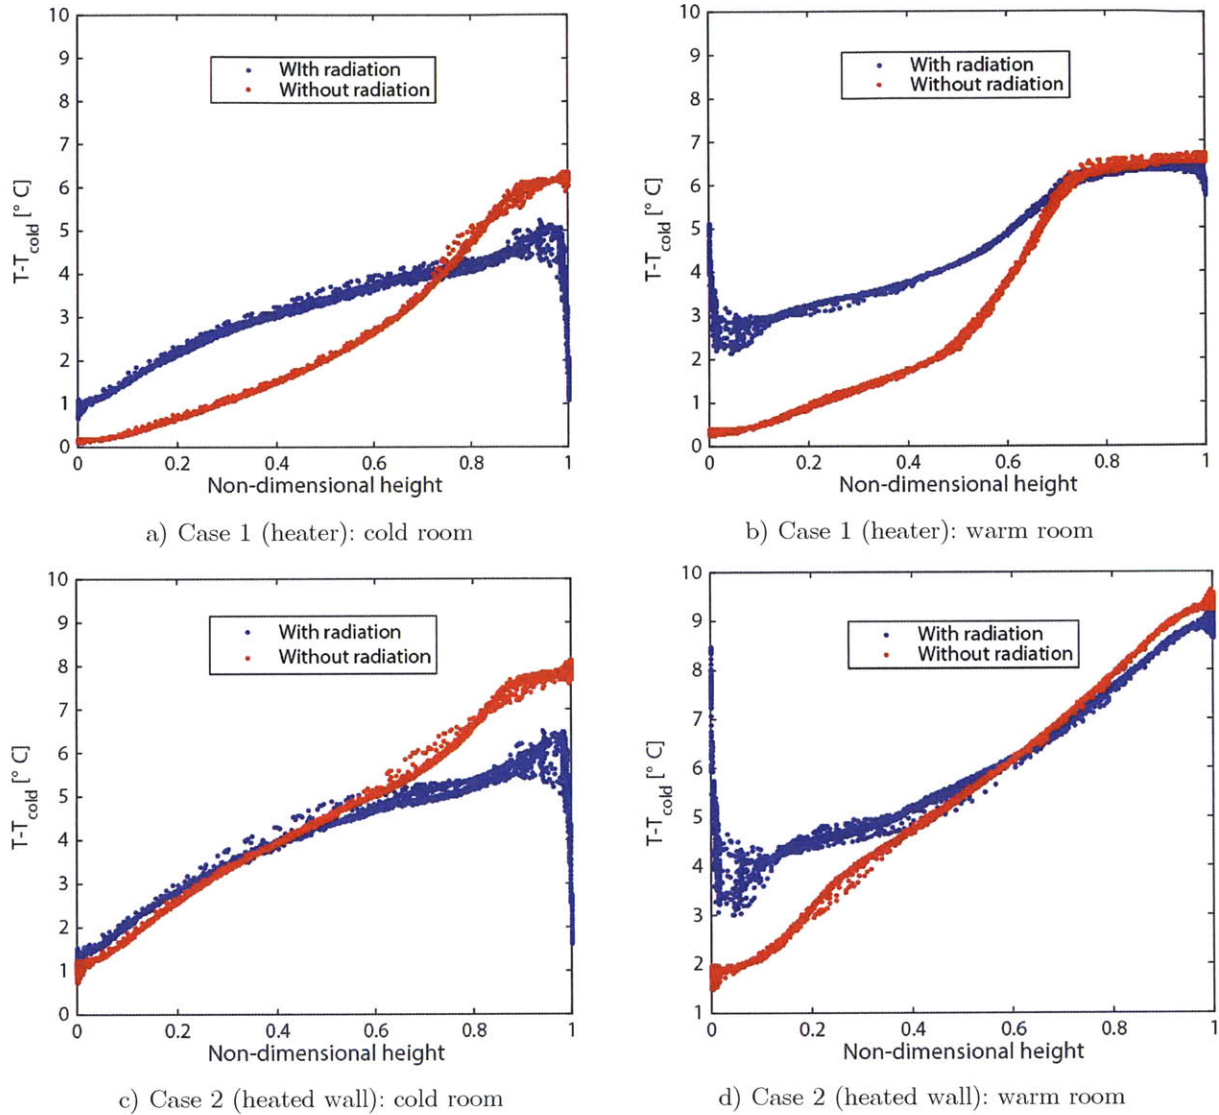 10
9
8
7
6
5
4
3
2
1
0
T-Tcold [° C]
WIth radiation
Without radiation
0 0.2 0.4 0.6 0.8 1
Non-dimensional height
a) Case 1 (heater): cold room
10
9
8
7
6
5
4
3
2
1
0
T-Tcold [° C]
With radiation
Without radiation
0 0.2 0.4 0.6 0.8 1
Non-dimensional height
b) Case 1 (heater): warm room
10
9
8
7
6
5
4
3
2
1
0
T-Tcold [° C]
With radiation
Without radiation
0 0.2 0.4 0.6 0.8 1
Non-dimensional height
c) Case 2 (heated wall): cold room
10
9
8
7
6
5
4
3
2
1
T-Tcold [° C]
With radiation
Without radiation
0 0.2 0.4 0.6 0.8 1
Non-dimensional height
d) Case 2 (heated wall): warm room